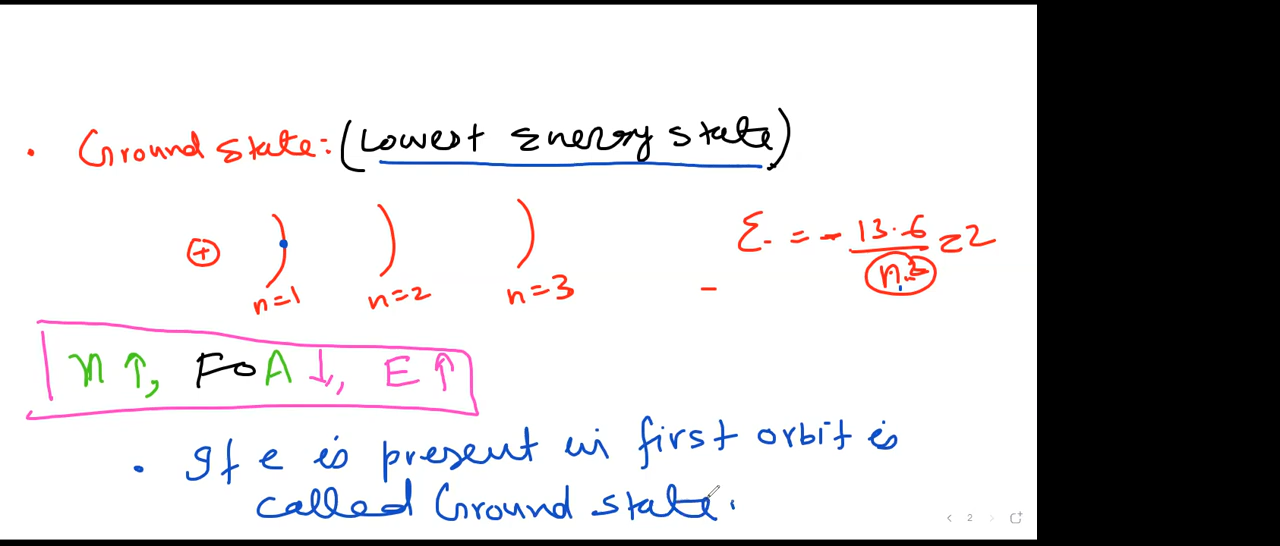 • Ground state: (Lowest Energy state)
+
n=1 n=2 n=3
E = - 13.6/n² z2
-
n ↑, FoA ↓, E ↑
• If e is present in first orbit is
called Ground state.
2